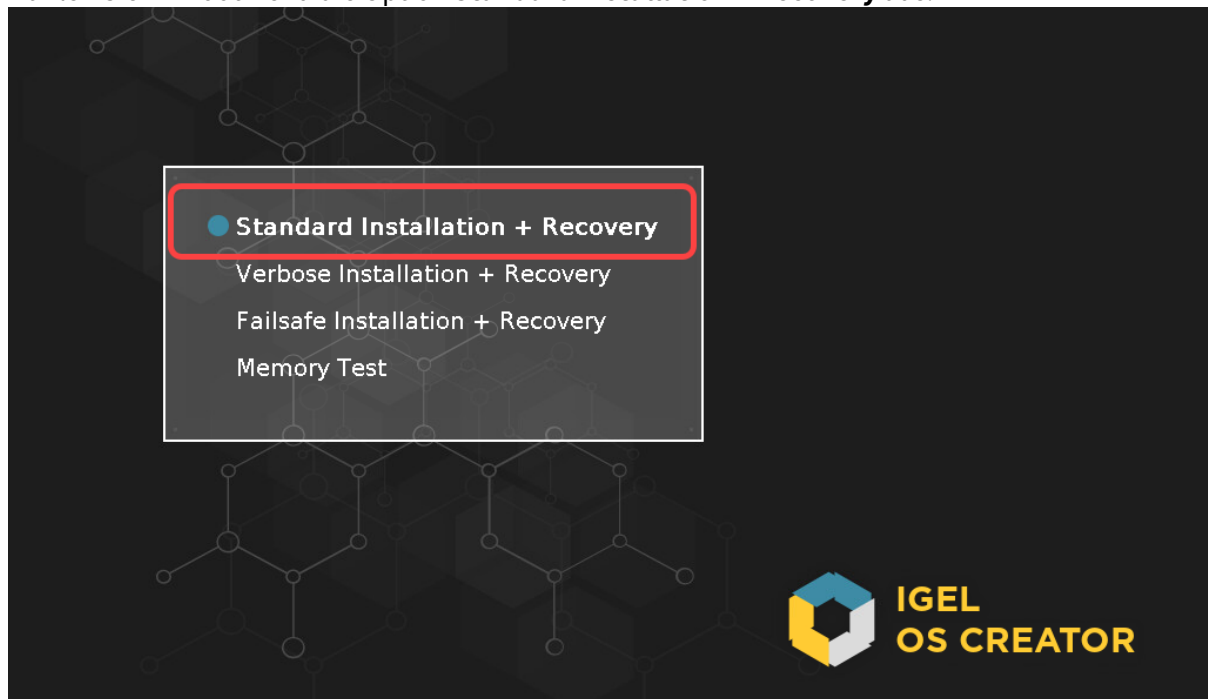 Standard Installation + Recovery
Verbose Installation + Recovery
Failsafe Installation + Recovery
Memory Test
IGEL
OS CREATOR